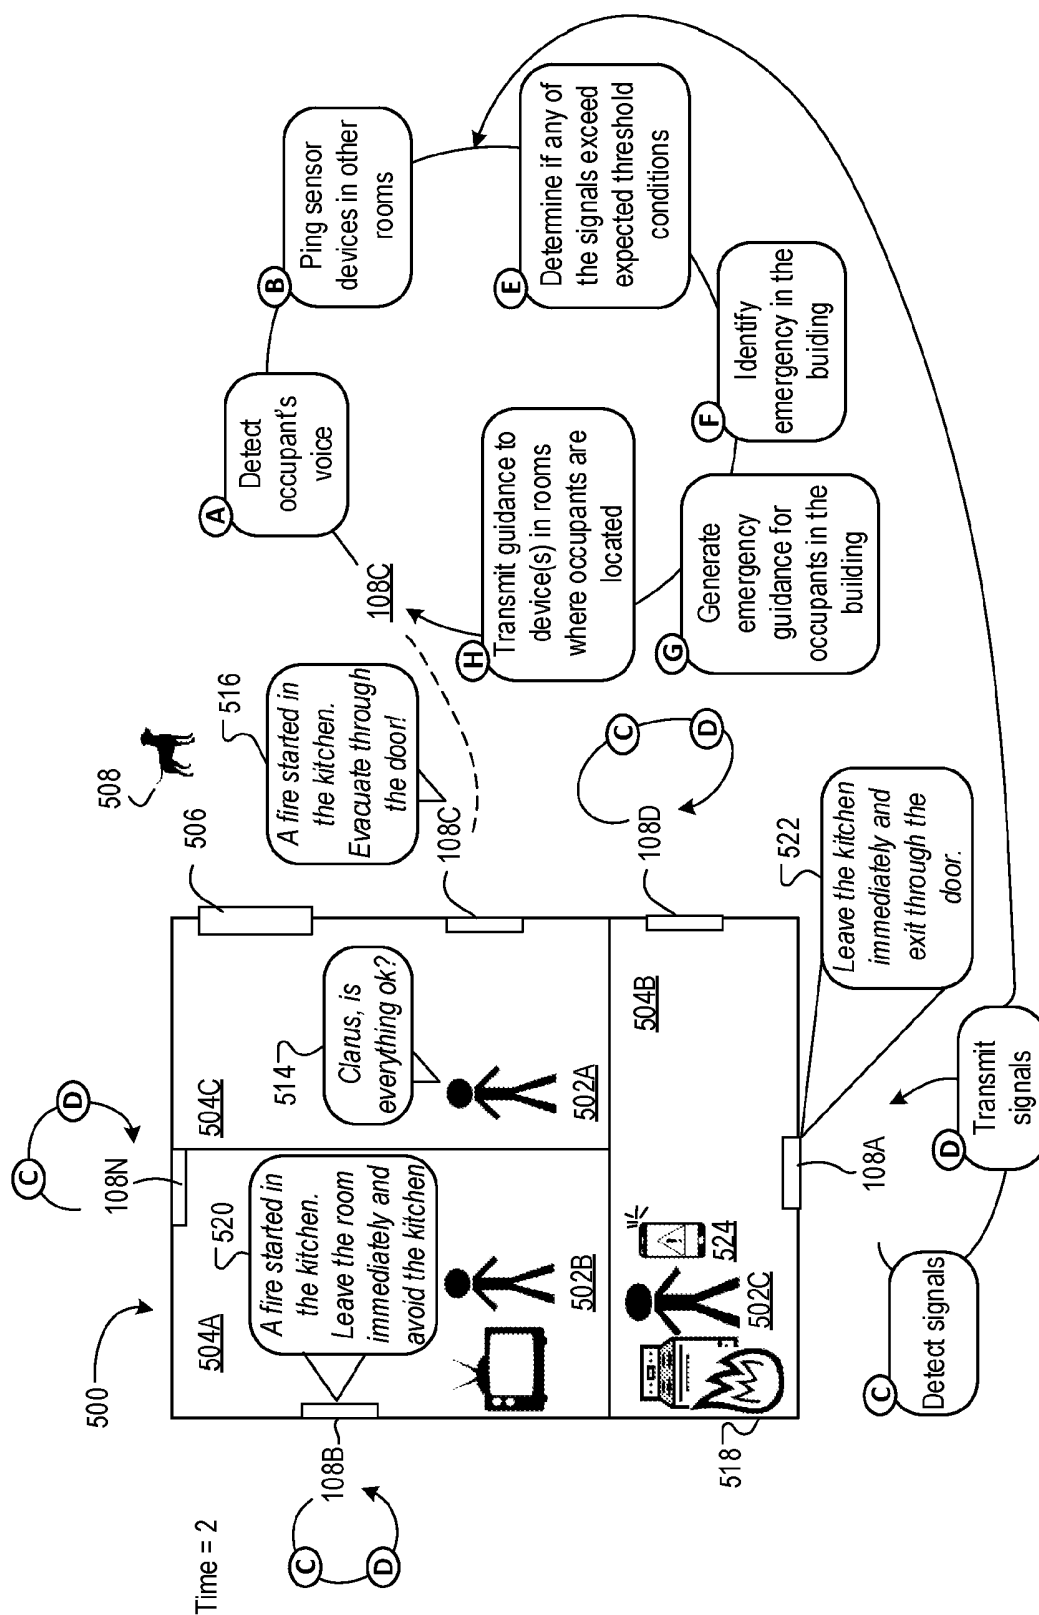 Time = 2
500
C
D
108B
504A
520
A fire started in
the kitchen.
Leave the room
immediately and
avoid the kitchen
502B
C
D
108N
504C
514
Clarus, is
everything ok?
502A
506
508
516
A fire started in
the kitchen.
Evacuate through
the door!
108C
108C
A
Detect
occupant's
voice
B
Ping sensor
devices in other
rooms
E
Determine if any of
the signals exceed
expected threshold
conditions
F
Identify
emergency in the
buiding
G
Generate
emergency
guidance for
occupants in the
building
H
Transmit guidance to
device(s) in rooms
where occupants are
located
C
D
108D
504B
518
502C
524
108A
522
Leave the kitchen
immediately and
exit through the
door.
C
Detect signals
D
Transmit
signals